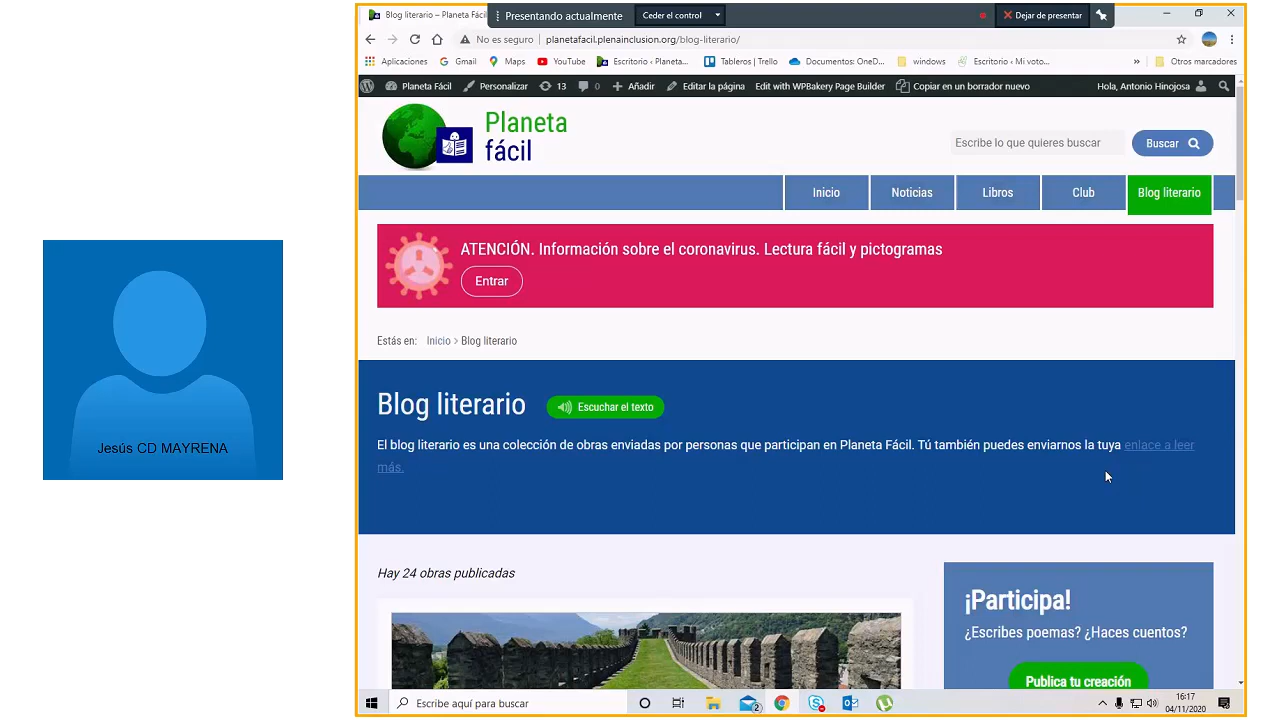 Jesús CD MAYRENA
Blog literario – Planeta Fácil
Presentando actualmente
Ceder el control
Dejar de presentar
No es seguro
planetafacil.plenainclusion.org/blog-literario/
Aplicaciones
Gmail
Maps
YouTube
Escritorio ‹ Planeta...
Tableros | Trello
Documentos: OneD...
windows
Escritorio ‹ Mi voto...
»
Otros marcadores
Planeta Fácil
Personalizar
13
0
Añadir
Editar la página
Edit with WPBakery Page Builder
Copiar en un borrador nuevo
Hola, Antonio Hinojosa
Planeta
fácil
Escribe lo que quieres buscar
Buscar
Inicio
Noticias
Libros
Club
Blog literario
ATENCIÓN. Información sobre el coronavirus. Lectura fácil y pictogramas
Entrar
Estás en: Inicio > Blog literario
Blog literario
Escuchar el texto
El blog literario es una colección de obras enviadas por personas que participan en Planeta Fácil. Tú también puedes enviarnos la tuya enlace a leer
más.
Hay 24 obras publicadas
¡Participa!
¿Escribes poemas? ¿Haces cuentos?
Publica tu creación
Escribe aquí para buscar
2
16:17
04/11/2020